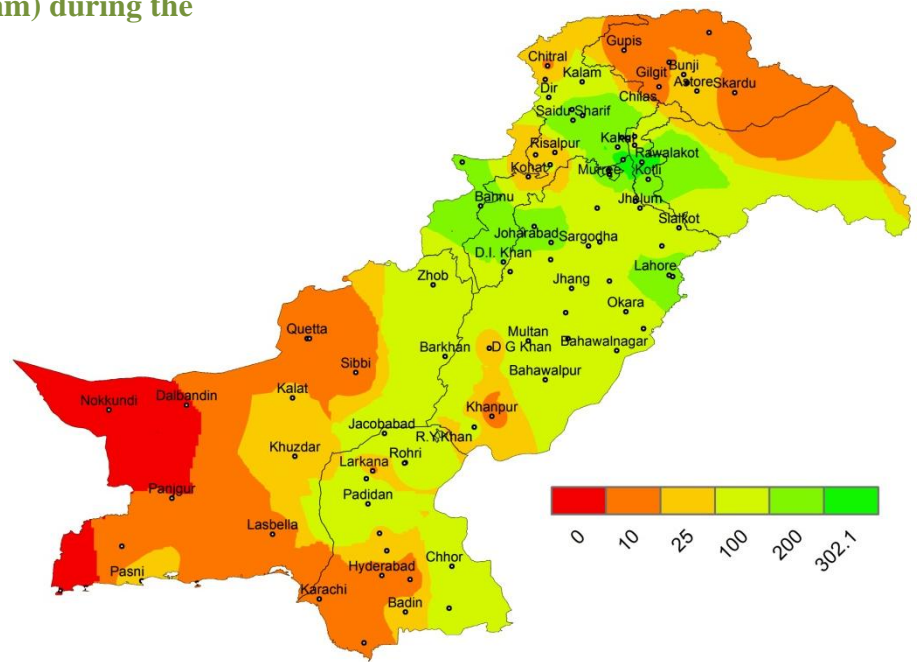 m) during the
Gupis
Chitral
Bunji
Kalam
Gilgit
Astore
Skardu
Dir
Chilas
Saidu Sharif
Kakul
Risalpur
Rawalakot
Kohat
Murree
Kotli
Bannu
Jhelum
Sialkot
Joharabad
Sargodha
D.I. Khan
Lahore
Zhob
Jhang
Okara
Quetta
Multan
Barkhan
D G Khan
Bahawalnagar
Sibbi
Bahawalpur
Kalat
Dalbandin
Nokkundi
Khanpur
Jacobabad
R.Y.Khan
Khuzdar
Rohri
Larkana
Panjgur
Padidan
Lasbella
Chhor
Pasni
Hyderabad
Karachi
Badin
0
10
25
100
200
302.1